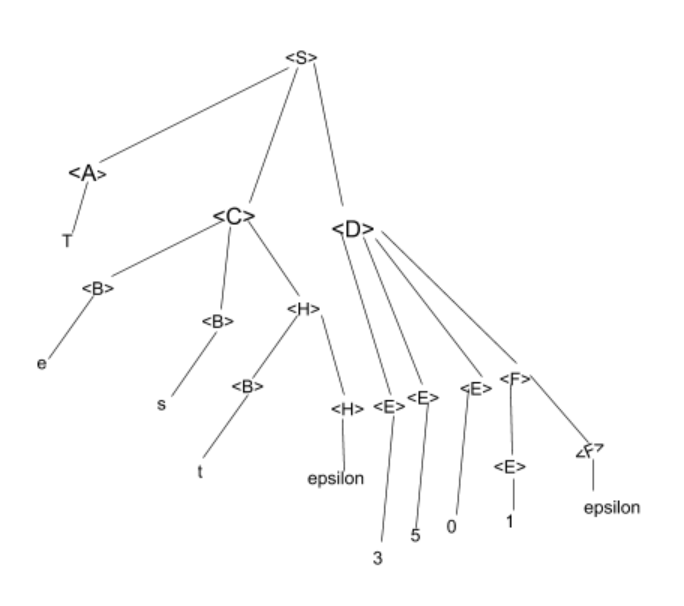 <S>
<A>
T
<C>
<D>
<B>
<B>
<H>
e
s
<B>
<H>
<E>
<E>
<E>
<F>
t
epsilon
<E>
<F>
3
5
0
1
epsilon